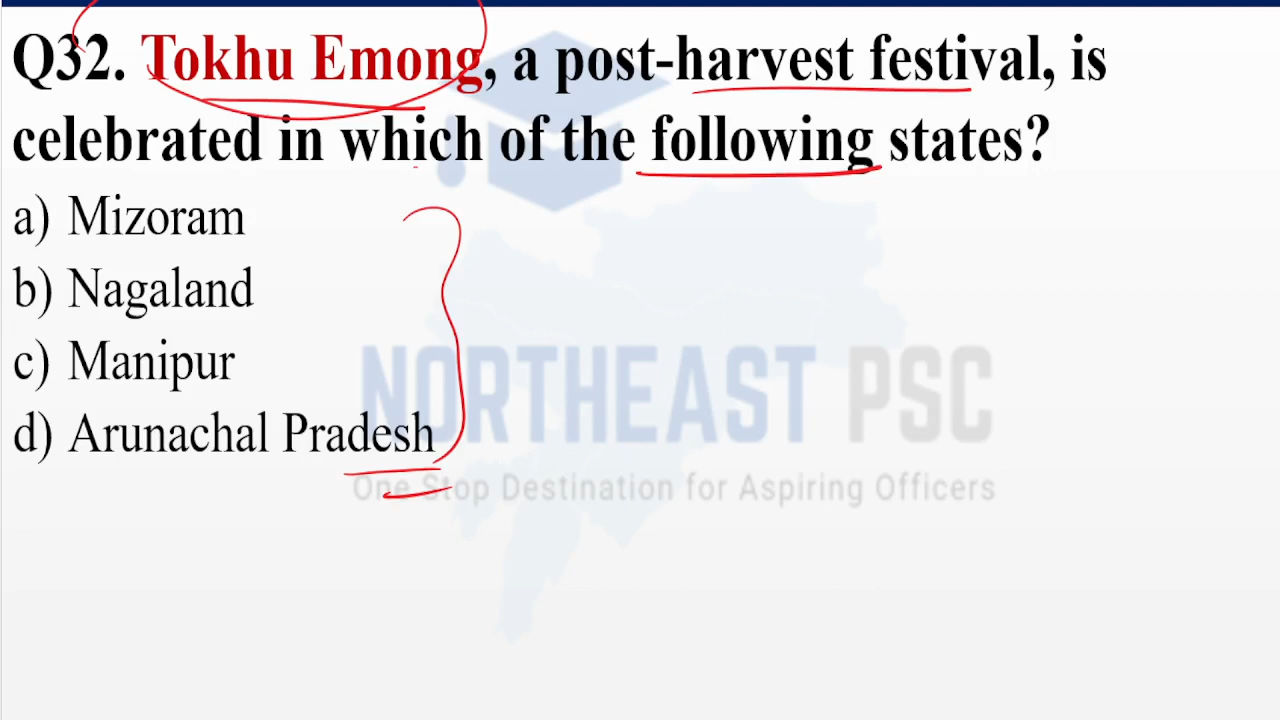 Q32. Tokhu Emong, a post-harvest festival, is
celebrated in which of the following states?
a) Mizoram
b) Nagaland
c) Manipur
d) Arunachal Pradesh
NORTHEAST PSC
One Stop Destination for Aspiring Officers